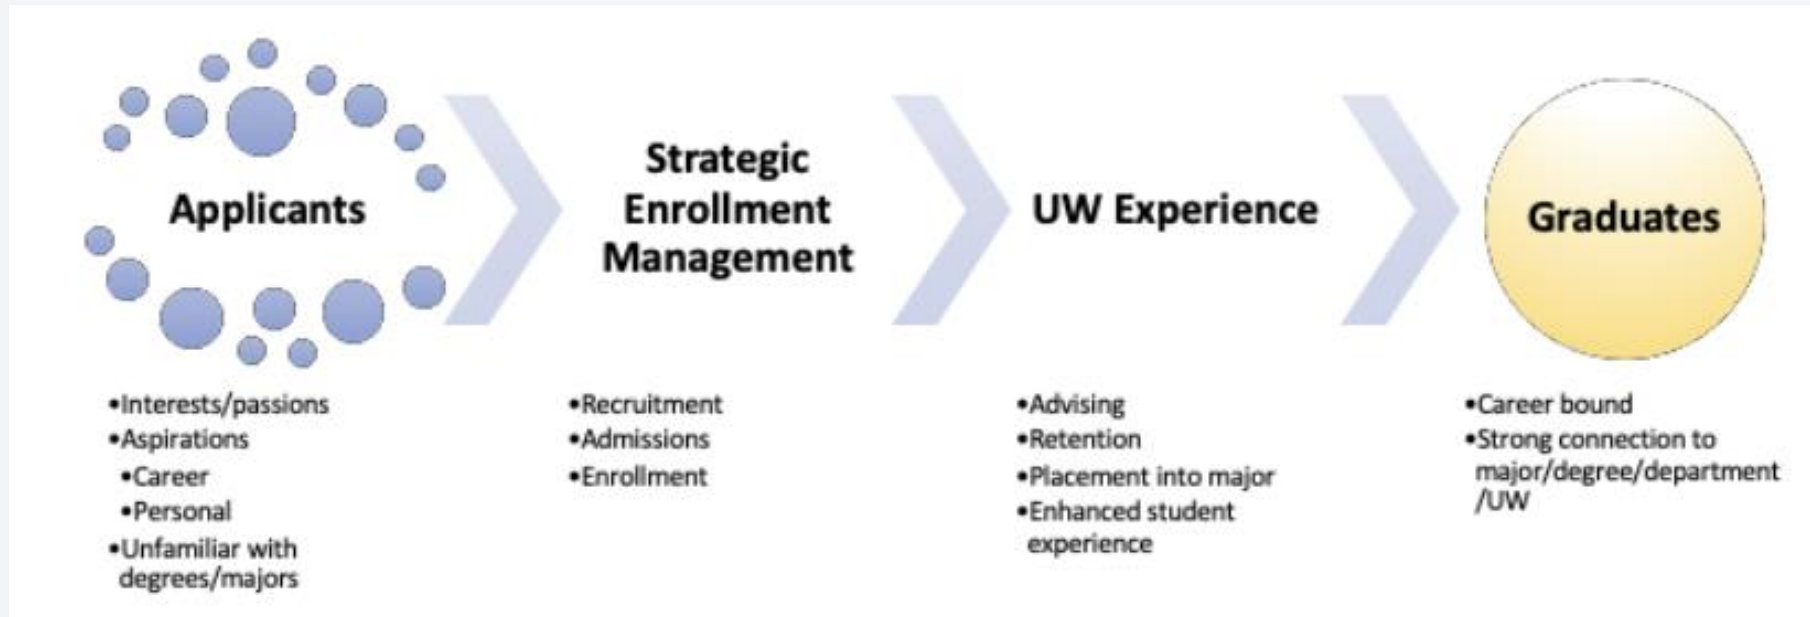 Applicants
•Interests/passions
•Aspirations
•Career
•Personal
•Unfamiliar with
degrees/majors
Strategic
Enrollment
Management
•Recruitment
•Admissions
•Enrollment
UW Experience
•Advising
•Retention
•Placement into major
•Enhanced student
experience
Graduates
•Career bound
•Strong connection to
major/degree/department
/UW